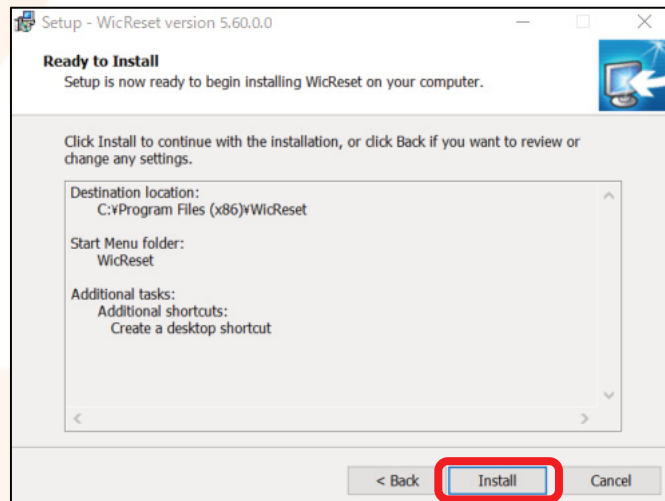 Setup - WicReset version 5.60.0.0
Ready to Install
Setup is now ready to begin installing WicReset on your computer.
Click Install to continue with the installation, or click Back if you want to review or
change any settings.
Destination location:
C:¥Program Files (x86)¥WicReset
Start Menu folder:
WicReset
Additional tasks:
Additional shortcuts:
Create a desktop shortcut
< Back Install Cancel